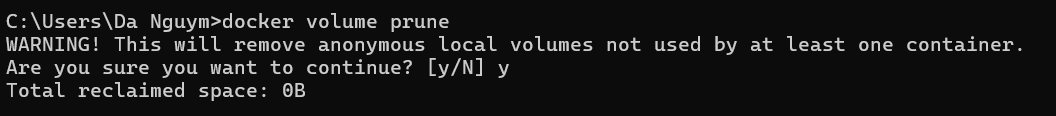 C:\Users\Da Nguym>docker volume prune
WARNING! This will remove anonymous local volumes not used by at least one container.
Are you sure you want to continue? [y/N] y
Total reclaimed space: 0B